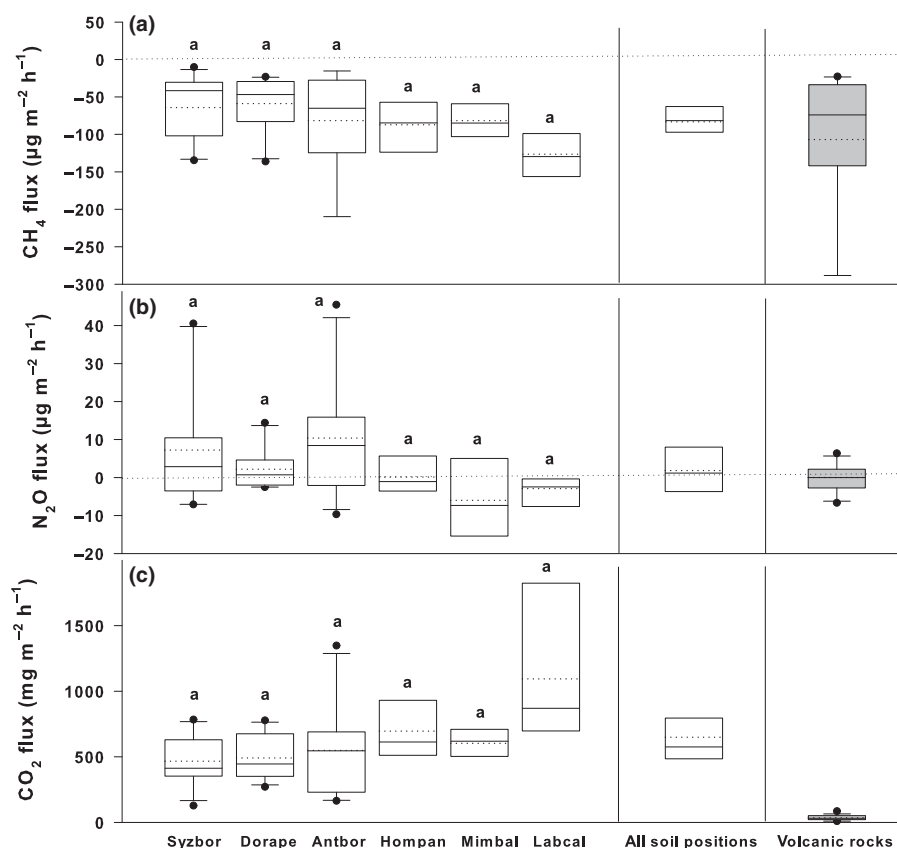 (a)
CH4 flux (µg m−2 h−1)
50
0
−50
−100
−150
−200
−250
−300
a a a a a a
(b)
N2O flux (µg m−2 h−1)
40
30
20
10
0
−10
−20
a a a a a a
(c)
CO2 flux (mg m−2 h−1)
1500
1000
500
0
a a a a a a
Syzbor Dorape Antbor Hompan Mimbal Labcal All soil positions Volcanic rocks